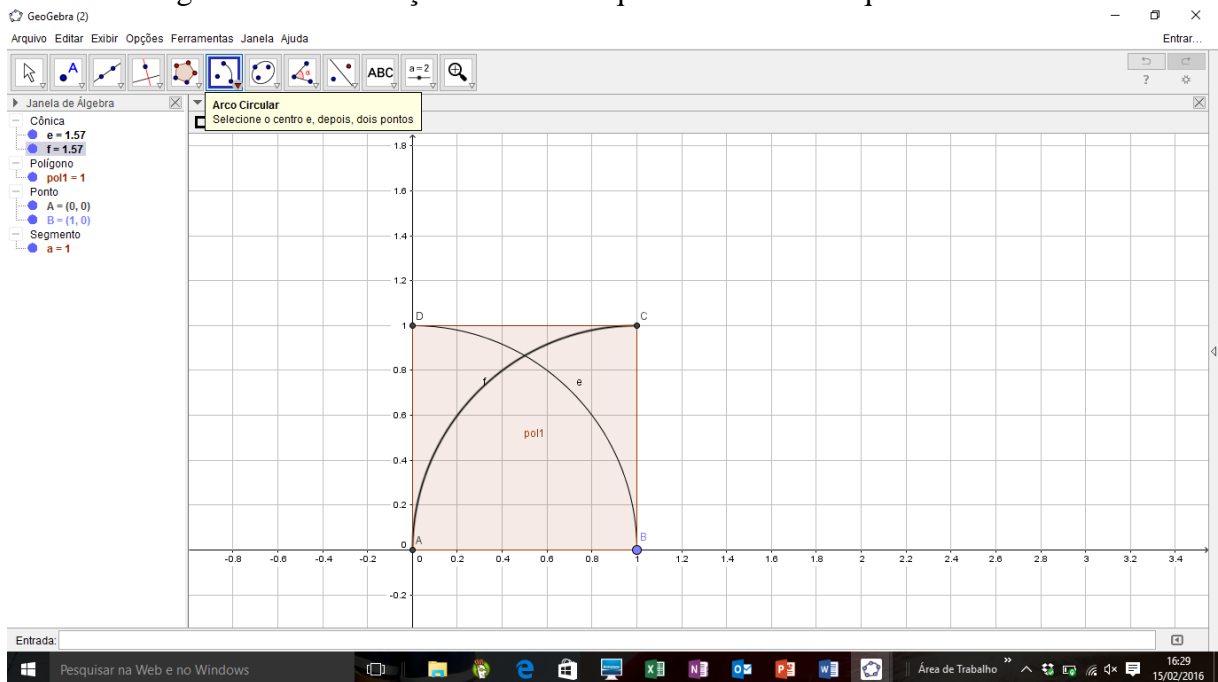 GeoGebra (2)
Arquivo Editar Exibir Opções Ferramentas Janela Ajuda
Entrar...
A
α
ABC
a=2
?
Janela de Álgebra
Arco Circular
Selecione o centro e, depois, dois pontos
Cônica
e = 1.57
f = 1.57
Polígono
pol1 = 1
Ponto
A = (0, 0)
B = (1, 0)
Segmento
a = 1
1.8
1.6
1.4
1.2
1
0.8
0.6
0.4
0.2
0
-0.2
D
C
f
e
pol1
A
B
-0.8 -0.6 -0.4 -0.2 0 0.2 0.4 0.6 0.8 1 1.2 1.4 1.6 1.8 2 2.2 2.4 2.6 2.8 3 3.2 3.4
Entrada:
Pesquisar na Web e no Windows
Área de Trabalho
16:29
15/02/2016